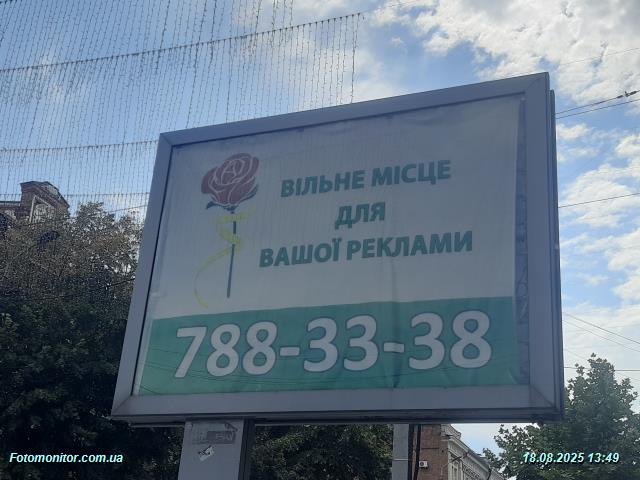 ВІЛЬНЕ МІСЦЕ
ДЛЯ
ВАШОЇ РЕКЛАМИ
788-33-38
Fotomonitor.com.ua
18.08.2025 13:49